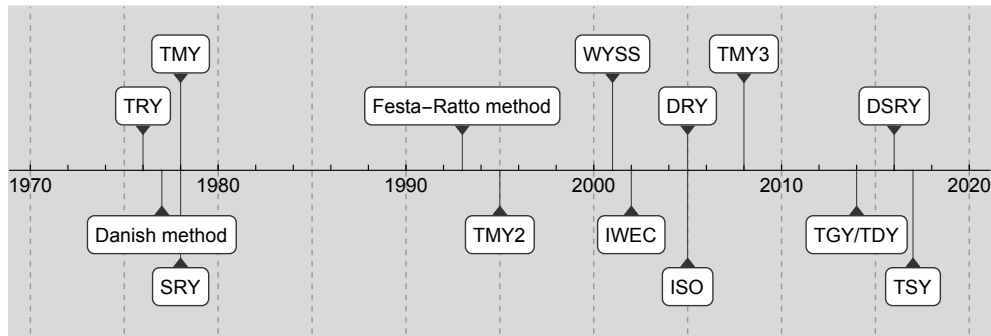 TMY
WYSS
TMY3
TRY
Festa–Ratto method
DRY
DSRY
1970
1980
1990
2000
2010
2020
Danish method
TMY2
IWEC
TGY/TDY
SRY
ISO
TSY